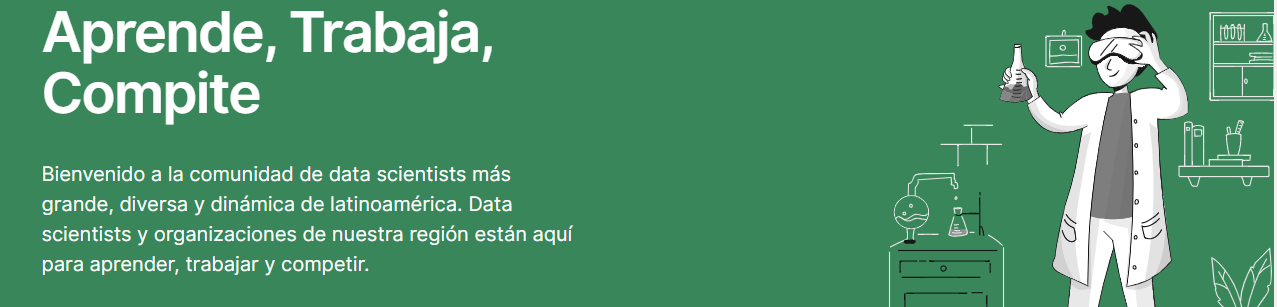 Aprende, Trabaja,
Compite
Bienvenido a la comunidad de data scientists más
grande, diversa y dinámica de latinoamérica. Data
scientists y organizaciones de nuestra región están aquí
para aprender, trabajar y competir.